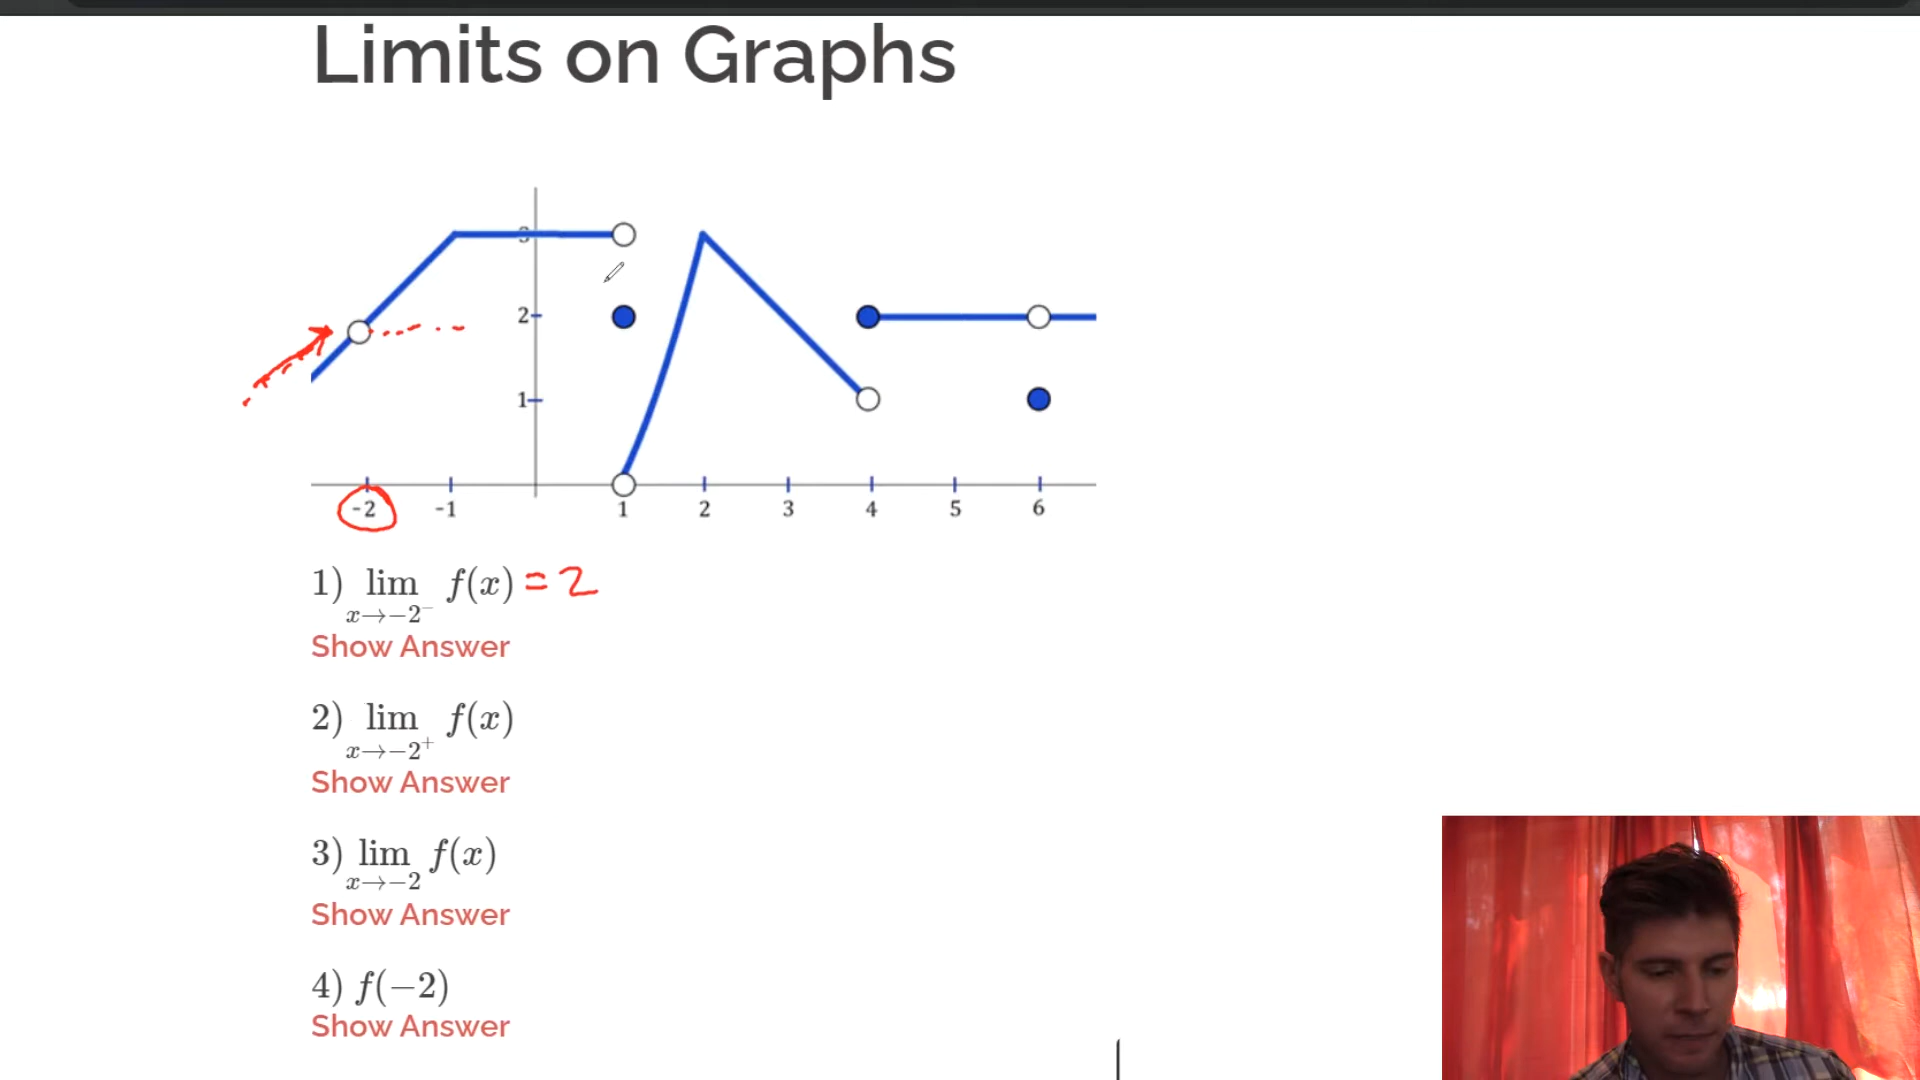 Limits on Graphs
3
2
1
-2 -1 1 2 3 4 5 6
1) lim f(x) = 2
x→−2⁻
Show Answer
2) lim f(x)
x→−2⁺
Show Answer
3) lim f(x)
x→−2
Show Answer
4) f(−2)
Show Answer